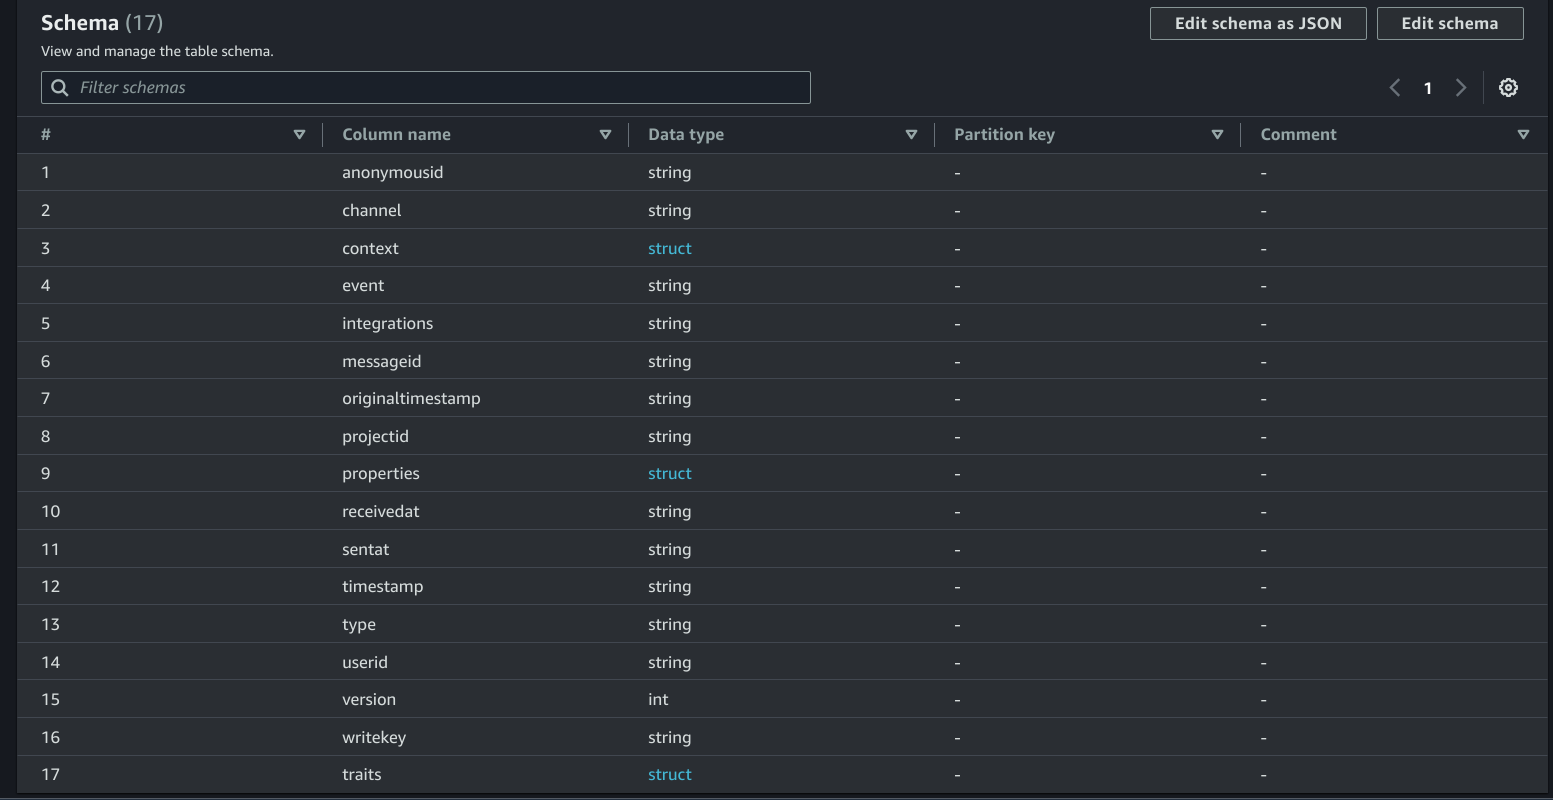 Schema (17)
Edit schema as JSON
Edit schema
View and manage the table schema.
Filter schemas
1
# Column name Data type Partition key Comment
1 anonymousid string - -
2 channel string - -
3 context struct - -
4 event string - -
5 integrations string - -
6 messageid string - -
7 originaltimestamp string - -
8 projectid string - -
9 properties struct - -
10 receivedat string - -
11 sentat string - -
12 timestamp string - -
13 type string - -
14 userid string - -
15 version int - -
16 writekey string - -
17 traits struct - -